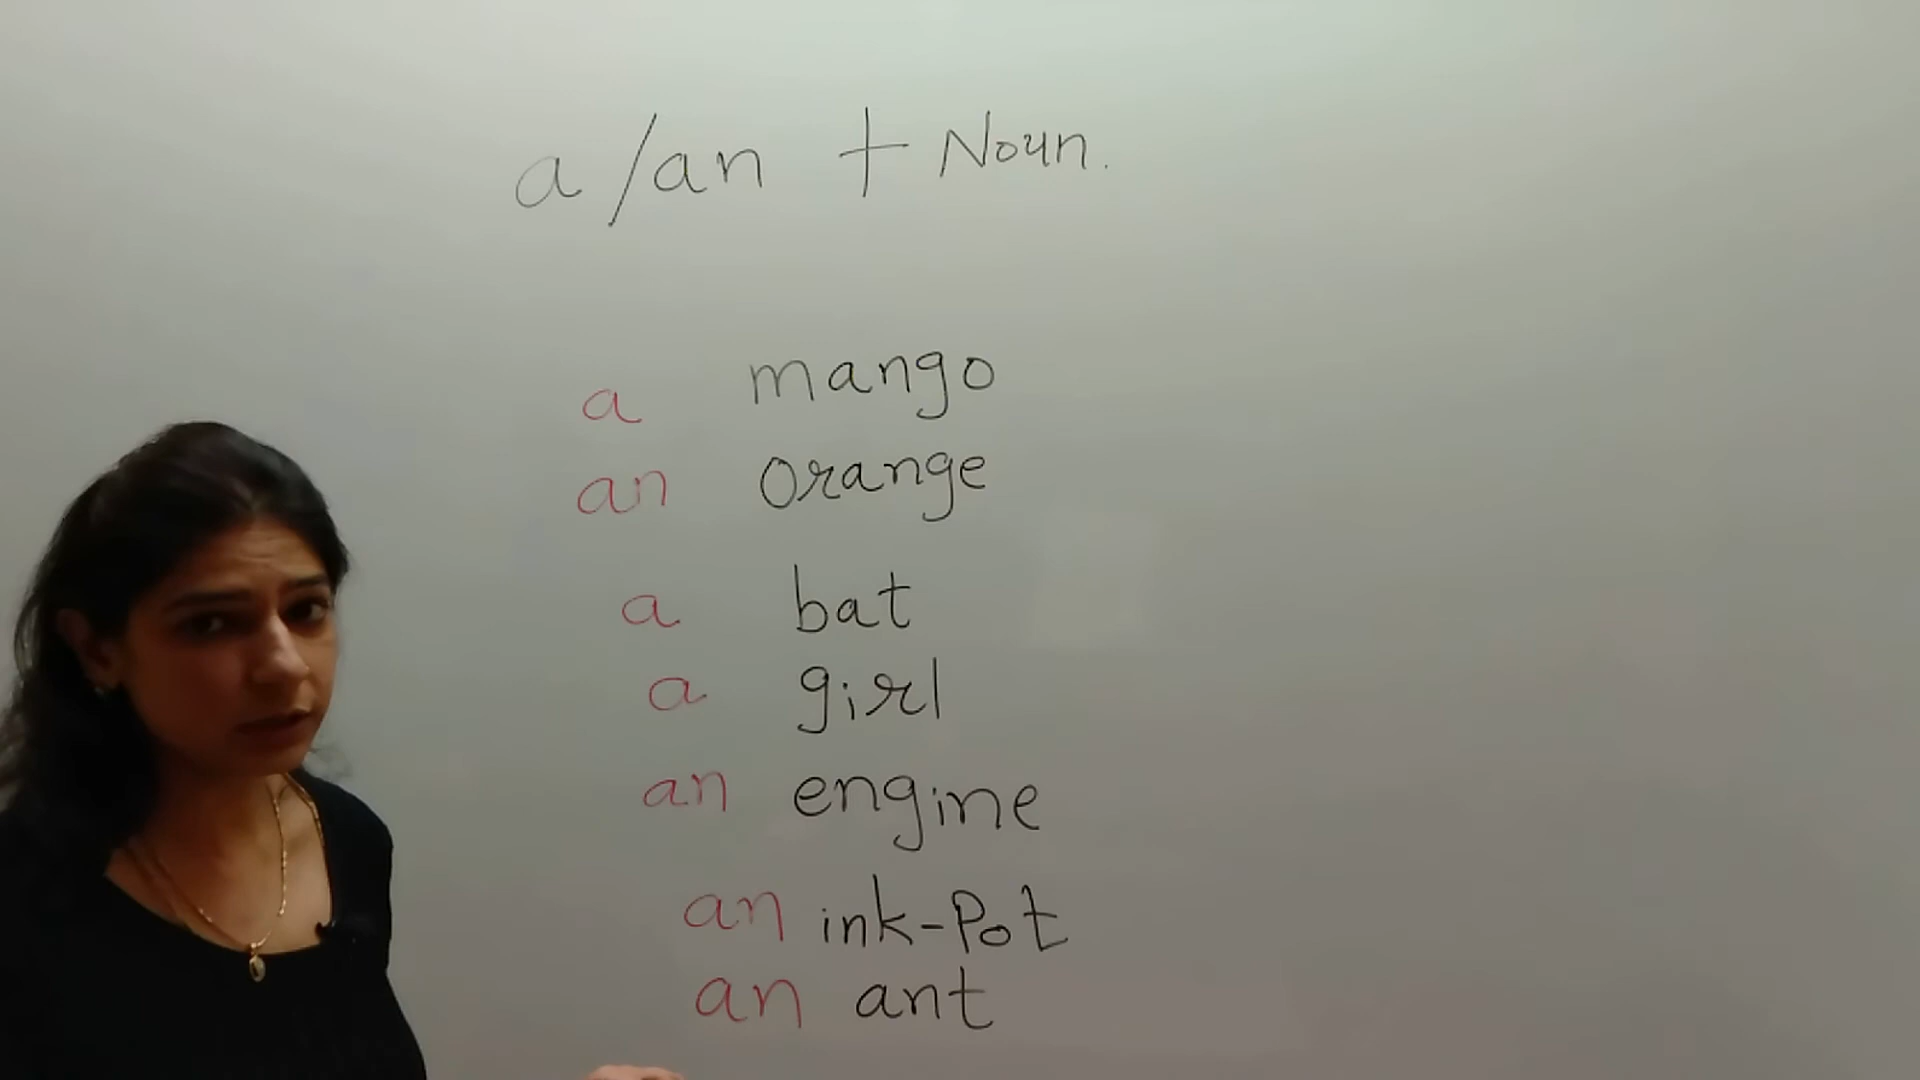 a/an + Noun.
a mango
an orange
a bat
a girl
an engine
an ink-Pot
an ant